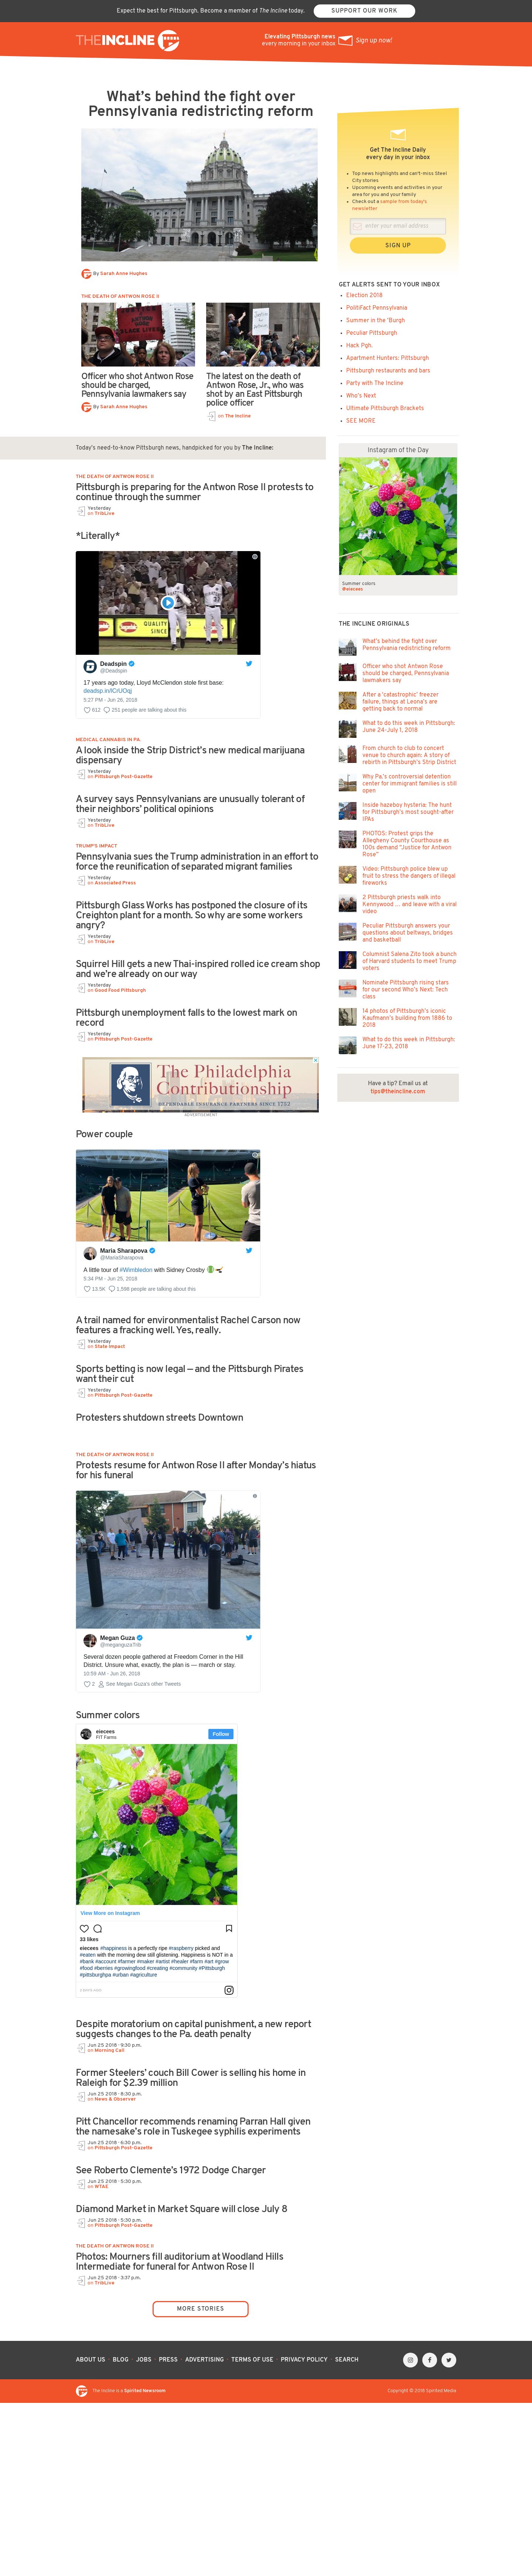 Expect the best for Pittsburgh. Become a member of The Incline today.
SUPPORT OUR WORK
THEINCLINE
Elevating Pittsburgh news
every morning in your inbox
Sign up now!
What's behind the fight over
Pennsylvania redistricting reform
By Sarah Anne Hughes
THE DEATH OF ANTWON ROSE II
Officer who shot Antwon Rose
should be charged,
Pennsylvania lawmakers say
By Sarah Anne Hughes
The latest on the death of
Antwon Rose, Jr., who was
shot by an East Pittsburgh
police officer
on The Incline
Today's need-to-know Pittsburgh news, handpicked for you by The Incline:
THE DEATH OF ANTWON ROSE II
Pittsburgh is preparing for the Antwon Rose II protests to
continue through the summer
Yesterday
on TribLive
*Literally*
Deadspin
@Deadspin
17 years ago today, Lloyd McClendon stole first base:
deadsp.in/lCrUOqj
5:27 PM - Jun 26, 2018
612
251 people are talking about this
MEDICAL CANNABIS IN PA.
A look inside the Strip District's new medical marijuana
dispensary
Yesterday
on Pittsburgh Post-Gazette
A survey says Pennsylvanians are unusually tolerant of
their neighbors' political opinions
Yesterday
on TribLive
TRUMP'S IMPACT
Pennsylvania sues the Trump administration in an effort to
force the reunification of separated migrant families
Yesterday
on Associated Press
Pittsburgh Glass Works has postponed the closure of its
Creighton plant for a month. So why are some workers
angry?
Yesterday
on TribLive
Squirrel Hill gets a new Thai-inspired rolled ice cream shop
and we're already on our way
Yesterday
on Good Food Pittsburgh
Pittsburgh unemployment falls to the lowest mark on
record
Yesterday
on Pittsburgh Post-Gazette
The Philadelphia
Contributionship
DEPENDABLE INSURANCE PARTNERS SINCE 1752
ADVERTISEMENT
Power couple
Maria Sharapova
@MariaSharapova
A little tour of #Wimbledon with Sidney Crosby
5:34 PM - Jun 25, 2018
13.5K
1,598 people are talking about this
A trail named for environmentalist Rachel Carson now
features a fracking well. Yes, really.
Yesterday
on State Impact
Sports betting is now legal — and the Pittsburgh Pirates
want their cut
Yesterday
on Pittsburgh Post-Gazette
Protesters shutdown streets Downtown
THE DEATH OF ANTWON ROSE II
Protests resume for Antwon Rose II after Monday's hiatus
for his funeral
Megan Guza
@meganguzaTrib
Several dozen people gathered at Freedom Corner in the Hill
District. Unsure what, exactly, the plan is — march or stay.
10:59 AM - Jun 26, 2018
2
See Megan Guza's other Tweets
Summer colors
eiecees
FIT Farms
Follow
View More on Instagram
33 likes
eiecees #happiness is a perfectly ripe #raspberry picked and
#eaten with the morning dew still glistening. Happiness is NOT in a
#bank #account #farmer #maker #artist #healer #farm #art #grow
#food #berries #growingfood #creating #community #Pittsburgh
#pittsburghpa #urban #agriculture
Despite moratorium on capital punishment, a new report
suggests changes to the Pa. death penalty
Jun 25 2018 · 9:30 p.m.
on Morning Call
Former Steelers' couch Bill Cower is selling his home in
Raleigh for $2.39 million
Jun 25 2018 · 8:30 p.m.
on News & Observer
Pitt Chancellor recommends renaming Parran Hall given
the namesake's role in Tuskegee syphilis experiments
Jun 25 2018 · 6:30 p.m.
on Pittsburgh Post-Gazette
See Roberto Clemente's 1972 Dodge Charger
Jun 25 2018 · 5:30 p.m.
on WTAE
Diamond Market in Market Square will close July 8
Jun 25 2018 · 5:30 p.m.
on Pittsburgh Post-Gazette
THE DEATH OF ANTWON ROSE II
Photos: Mourners fill auditorium at Woodland Hills
Intermediate for funeral for Antwon Rose II
Jun 25 2018 · 3:37 p.m.
on TribLive
MORE STORIES
Get The Incline Daily
every day in your inbox
Top news highlights and can't-miss Steel
City stories
Upcoming events and activities in your
area for you and your family
Check out a sample from today's
newsletter
enter your email address
SIGN UP
GET ALERTS SENT TO YOUR INBOX
Election 2018
PolitiFact Pennsylvania
Summer in the 'Burgh
Peculiar Pittsburgh
Hack Pgh.
Apartment Hunters: Pittsburgh
Pittsburgh restaurants and bars
Party with The Incline
Who's Next
Ultimate Pittsburgh Brackets
SEE MORE
Instagram of the Day
Summer colors
@eiecees
THE INCLINE ORIGINALS
What's behind the fight over
Pennsylvania redistricting reform
Officer who shot Antwon Rose
should be charged, Pennsylvania
lawmakers say
After a 'catastrophic' freezer
failure, things at Leona's are
getting back to normal
What to do this week in Pittsburgh:
June 24-July 1, 2018
From church to club to concert
venue to church again: A story of
rebirth in Pittsburgh's Strip District
Why Pa.'s controversial detention
center for immigrant families is still
open
Inside hazeboy hysteria: The hunt
for Pittsburgh's most sought-after
IPAs
PHOTOS: Protest grips the
Allegheny County Courthouse as
100s demand "Justice for Antwon
Rose"
Video: Pittsburgh police blew up
fruit to stress the dangers of illegal
fireworks
2 Pittsburgh priests walk into
Kennywood … and leave with a viral
video
Peculiar Pittsburgh answers your
questions about beltways, bridges
and basketball
Columnist Salena Zito took a bunch
of Harvard students to meet Trump
voters
Nominate Pittsburgh rising stars
for our second Who's Next: Tech
class
14 photos of Pittsburgh's iconic
Kaufmann's building from 1886 to
2018
What to do this week in Pittsburgh:
June 17-23, 2018
Have a tip? Email us at
tips@theincline.com
ABOUT US · BLOG · JOBS · PRESS · ADVERTISING · TERMS OF USE · PRIVACY POLICY · SEARCH
The Incline is a Spirited Newsroom
Copyright © 2018 Spirited Media